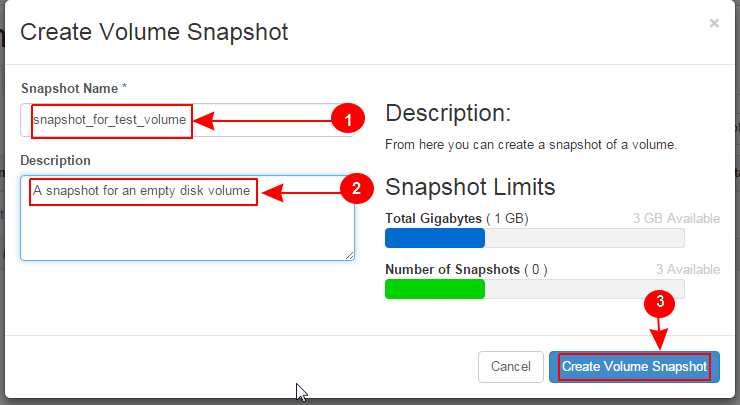 Create Volume Snapshot
×
Snapshot Name *
snapshot_for_test_volume
1
Description
A snapshot for an empty disk volume
2
Description:
From here you can create a snapshot of a volume.
Snapshot Limits
Total Gigabytes ( 1 GB) 3 GB Available
Number of Snapshots ( 0 ) 3 Available
3
Cancel
Create Volume Snapshot